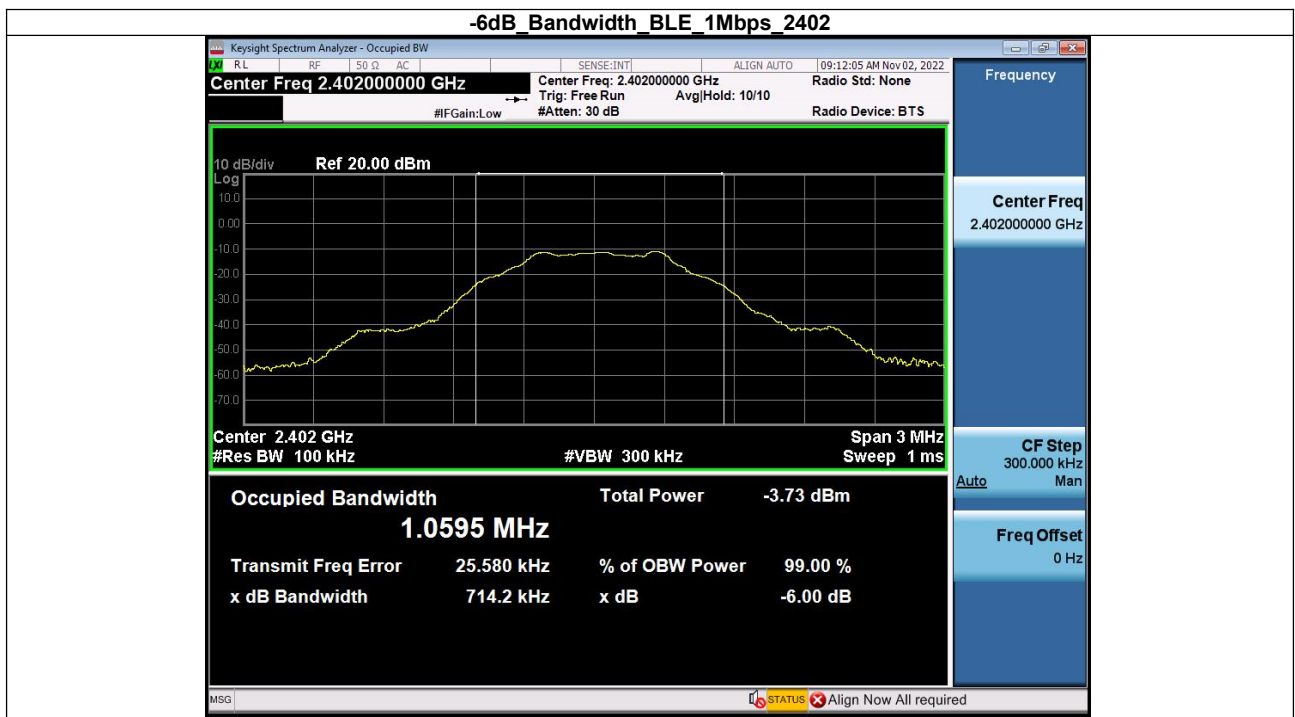 -6dB_Bandwidth_BLE_1Mbps_2402
Keysight Spectrum Analyzer - Occupied BW
LXI RL RF 50 Ω AC SENSE:INT ALIGN AUTO 09:12:05 AM Nov 02, 2022
Center Freq 2.402000000 GHz
Center Freq: 2.402000000 GHz Radio Std: None
Trig: Free Run Avg|Hold: 10/10
#IFGain:Low #Atten: 30 dB Radio Device: BTS
10 dB/div Ref 20.00 dBm
Log
10.0
0.00
-10.0
-20.0
-30.0
-40.0
-50.0
-60.0
-70.0
Center 2.402 GHz Span 3 MHz
#Res BW 100 kHz #VBW 300 kHz Sweep 1 ms
Occupied Bandwidth Total Power -3.73 dBm
1.0595 MHz
Transmit Freq Error 25.580 kHz % of OBW Power 99.00 %
x dB Bandwidth 714.2 kHz x dB -6.00 dB
Frequency
Center Freq
2.402000000 GHz
CF Step
300.000 kHz
Auto Man
Freq Offset
0 Hz
MSG STATUS Align Now All required